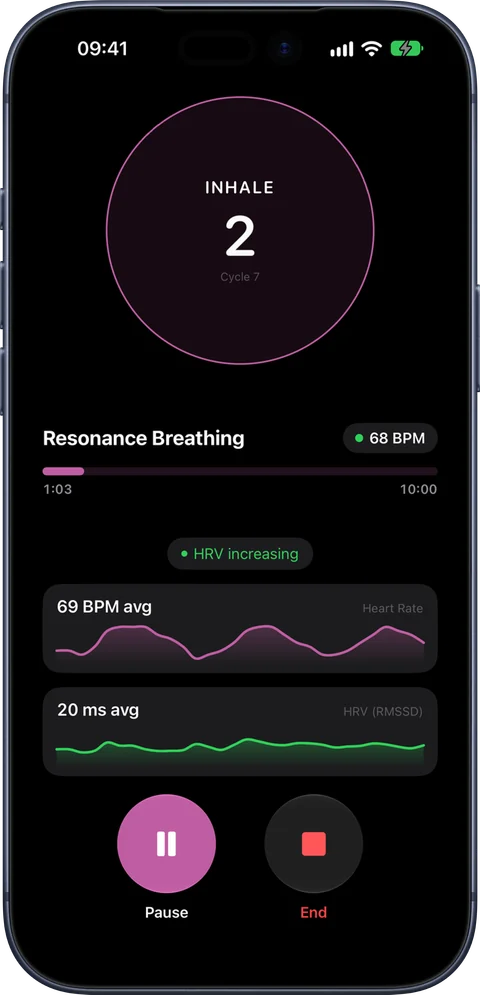 09:41
INHALE
2
Cycle 7
Resonance Breathing
68 BPM
1:03
10:00
HRV increasing
69 BPM avg
Heart Rate
20 ms avg
HRV (RMSSD)
Pause
End